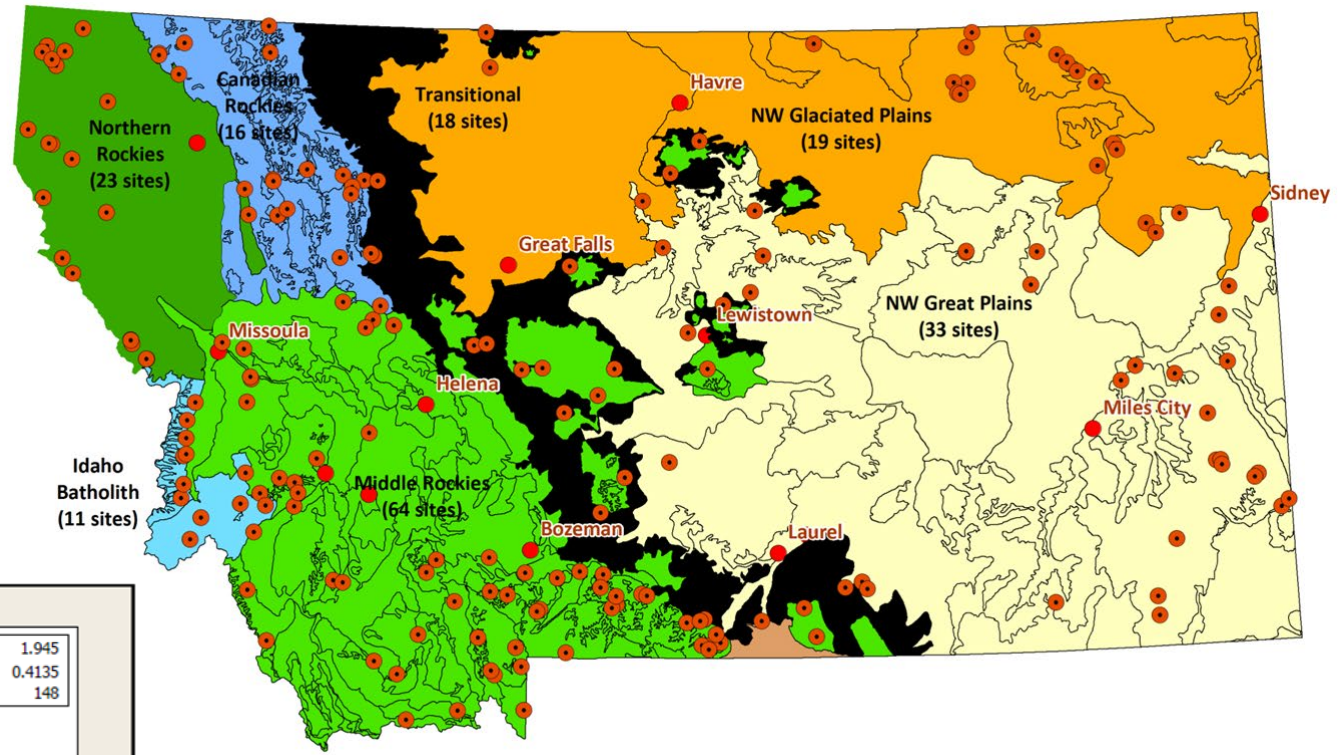 Northern
Rockies
(23 sites)
Canadian
Rockies
(16 sites)
Transitional
(18 sites)
Havre
NW Glaciated Plains
(19 sites)
Sidney
Great Falls
NW Great Plains
(33 sites)
Lewistown
Missoula
Helena
Miles City
Idaho
Batholith
(11 sites)
Middle Rockies
(64 sites)
Bozeman
Laurel
1.945
0.4135
148